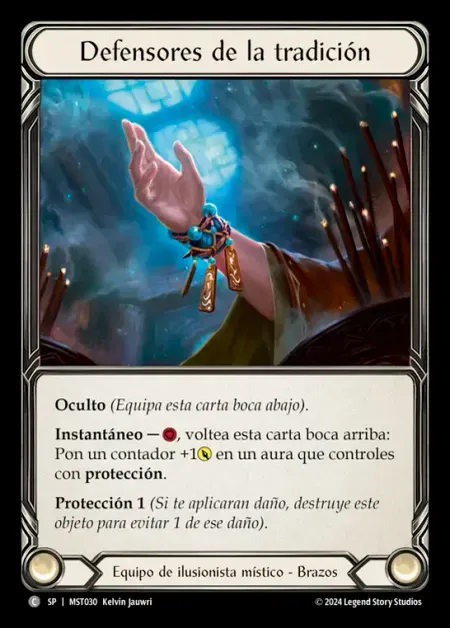 Defensores de la tradición
Oculto (Equipa esta carta boca abajo).
Instantáneo — , voltea esta carta boca arriba:
Pon un contador +1 en un aura que controles
con protección.
Protección 1 (Si te aplicaran daño, destruye este
objeto para evitar 1 de ese daño).
Equipo de ilusionista místico - Brazos
C SP | MST030 Kelvin Jauwri © 2024 Legend Story Studios